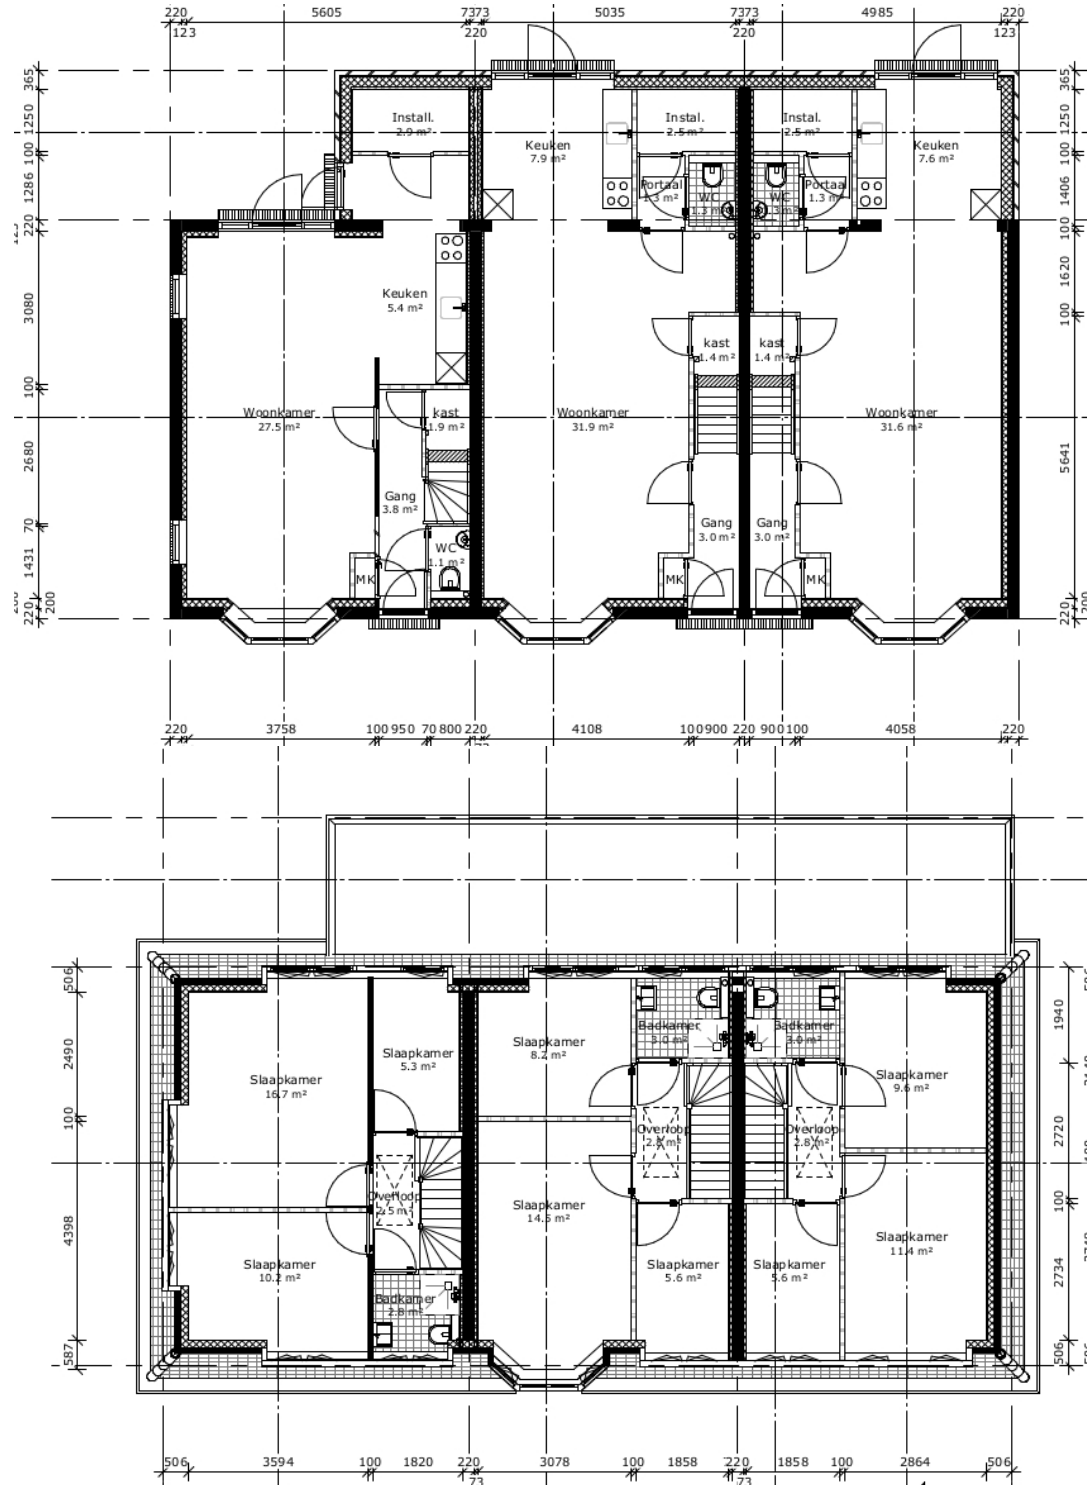 220 5605 7373 5035 7373 4985 220
123 220 220 123
365
1250
100
1286
220
3080
100
2680
70
1431
220
200
365
1250
100
1406
100
1620
100
5641
220
Install.
2.9 m²
Keuken
7.9 m²
Install.
2.5 m²
Install.
2.5 m²
Keuken
7.6 m²
Portaal
1.3 m²
WC
WC
Portaal
1.3 m²
Keuken
5.4 m²
kast
1.4 m²
kast
1.4 m²
Woonkamer
27.5 m²
kast
1.9 m²
Woonkamer
31.9 m²
Woonkamer
31.6 m²
Gang
3.8 m²
Gang
3.0 m²
Gang
3.0 m²
WC
1.1 m²
MK
MK
MK
220 3758 100 950 70 800 220 4108 100 900 220 900 100 4058 220
506
2490
100
4398
587
1940
2720
100
2734
506
Badkamer
3.0 m²
Badkamer
3.0 m²
Slaapkamer
5.3 m²
Slaapkamer
8.2 m²
Slaapkamer
16.7 m²
Slaapkamer
9.6 m²
Overloop
2.8 m²
Overloop
2.8 m²
Overloop
2.5 m²
Slaapkamer
14.5 m²
Slaapkamer
10.2 m²
Slaapkamer
5.6 m²
Slaapkamer
5.6 m²
Slaapkamer
11.4 m²
Badkamer
2.8 m²
506 3594 100 1820 220 3078 100 1858 220 1858 100 2864 506
73 73